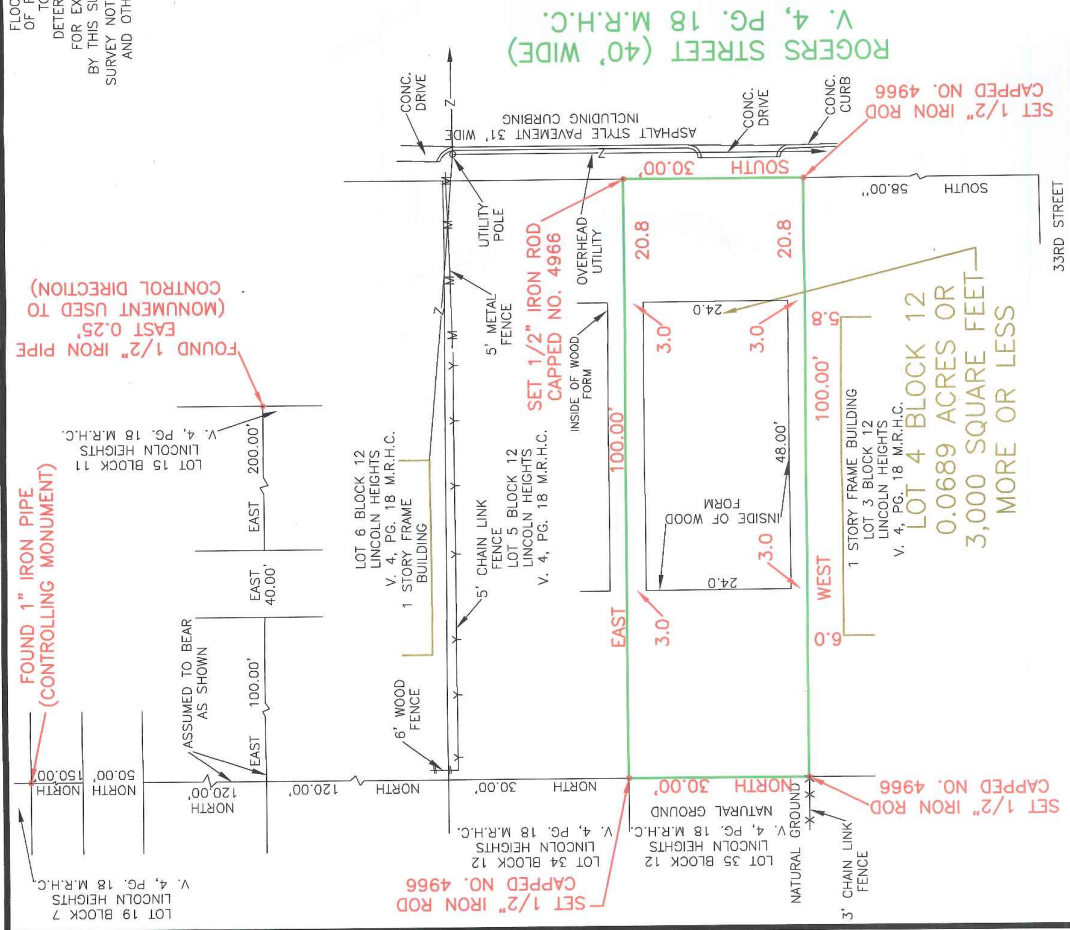 FLOO
OF F
TO
DETER
FOR EX
BY THIS SU
SURVEY NOT
AND OTH
ROGERS STREET (40' WIDE)
V. 4, PG. 18 M.R.H.C.
CONC.
DRIVE
ASPHALT STYLE PAVEMENT 31' WIDE
INCLUDING CURBING
CONC.
DRIVE
CONC.
CURB
SET 1/2" IRON ROD
CAPPED NO. 4966
Z
Z
Z
UTILITY
POLE
OVERHEAD
UTILITY
SOUTH 30.00'
SOUTH 58.00"
33RD STREET
FOUND 1/2" IRON PIPE
EAST 0.25'
(MONUMENT USED TO
CONTROL DIRECTION)
5' METAL
FENCE
M M M M M
SET 1/2" IRON ROD
CAPPED NO. 4966
INSIDE OF WOOD
FORM
20.8
20.8
3.0'
3.0'
24.0
5.8
FOUND 1" IRON PIPE
(CONTROLLING MONUMENT)
LOT 15 BLOCK 11
LINCOLN HEIGHTS
V. 4, PG. 18 M.R.H.C.
EAST 200.00'
EAST
40.00'
EAST 100.00'
ASSUMED TO BEAR
AS SHOWN
LOT 6 BLOCK 12
LINCOLN HEIGHTS
V. 4, PG. 18 M.R.H.C.
1 STORY FRAME
BUILDING
5' CHAIN LINK
FENCE
LOT 5 BLOCK 12
LINCOLN HEIGHTS
V. 4, PG. 18 M.R.H.C.
Y Y Y Y Y Y
6' WOOD
FENCE
EAST 100.00'
INSIDE OF WOOD
FORM
48.00'
24.0
3.0'
3.0
WEST 100.00'
6.0
1 STORY FRAME BUILDING
LOT 3 BLOCK 12
LINCOLN HEIGHTS
V. 4, PG. 18 M.R.H.C.
LOT 4 BLOCK 12
0.0689 ACRES OR
3,000 SQUARE FEET
MORE OR LESS
NORTH 150.00'
NORTH 50.00'
NORTH
120.00'
NORTH 120.00'
NORTH 30.00'
NORTH 30.00'
LOT 19 BLOCK 7
LINCOLN HEIGHTS
V. 4, PG. 18 M.R.H.C.
LOT 34 BLOCK 12
LINCOLN HEIGHTS
V. 4, PG. 18 M.R.H.C.
LOT 35 BLOCK 12
LINCOLN HEIGHTS
V. 4, PG. 18 M.R.H.C.
NATURAL GROUND
NATURAL GROUND
SET 1/2" IRON ROD
CAPPED NO. 4966
SET 1/2" IRON ROD
CAPPED NO. 4966
X X X
3' CHAIN LINK
FENCE